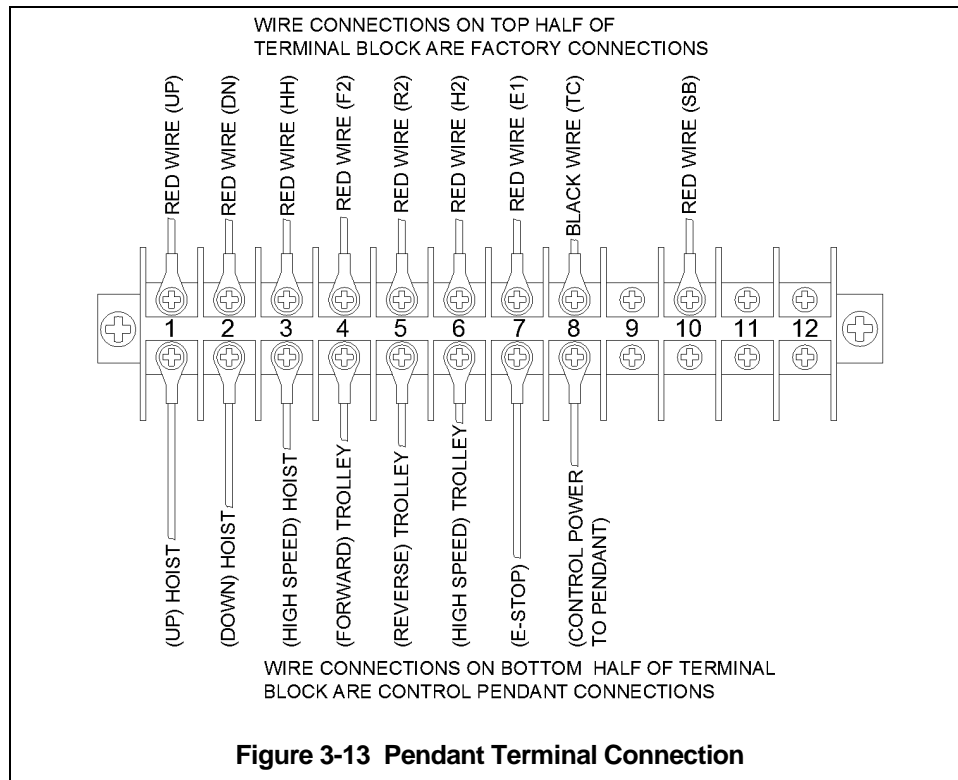 WIRE CONNECTIONS ON TOP HALF OF
TERMINAL BLOCK ARE FACTORY CONNECTIONS
RED WIRE (UP)
RED WIRE (DN)
RED WIRE (HH)
RED WIRE (F2)
RED WIRE (R2)
RED WIRE (H2)
RED WIRE (E1)
BLACK WIRE (TC)
RED WIRE (SB)
1 2 3 4 5 6 7 8 9 10 11 12
(UP) HOIST
(DOWN) HOIST
(HIGH SPEED) HOIST
(FORWARD) TROLLEY
(REVERSE) TROLLEY
(HIGH SPEED) TROLLEY
(E-STOP)
(CONTROL POWER
TO PENDANT)
WIRE CONNECTIONS ON BOTTOM HALF OF TERMINAL
BLOCK ARE CONTROL PENDANT CONNECTIONS
Figure 3-13 Pendant Terminal Connection